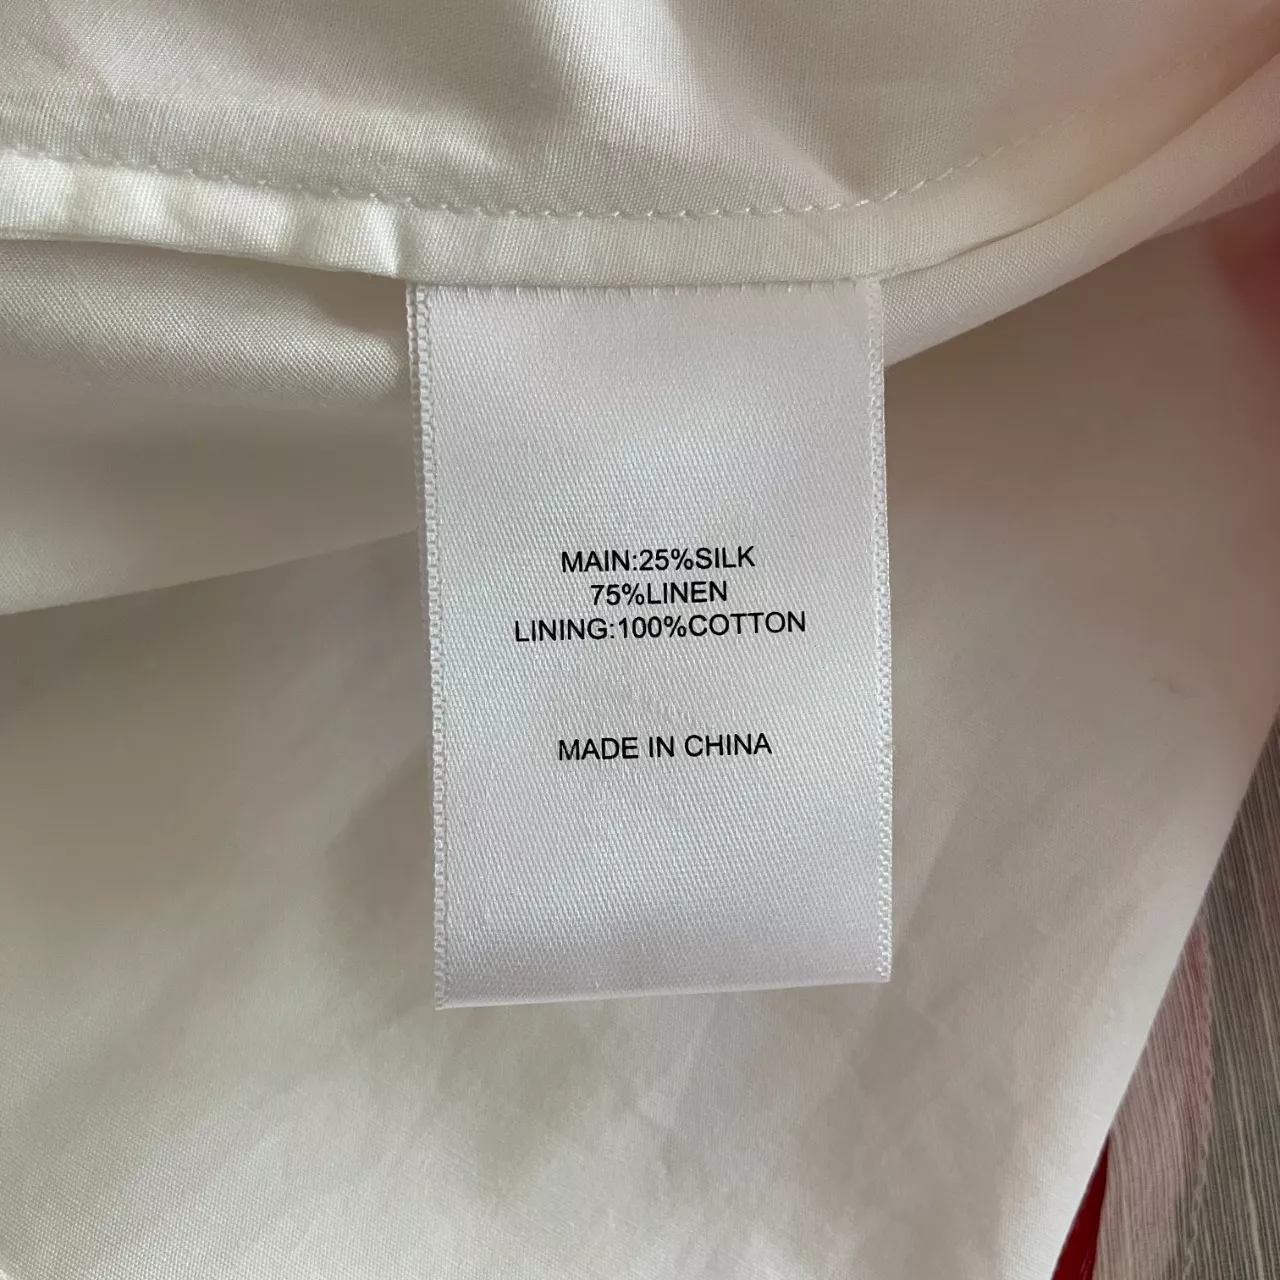 MAIN:25%SILK
75%LINEN
LINING:100%COTTON
MADE IN CHINA